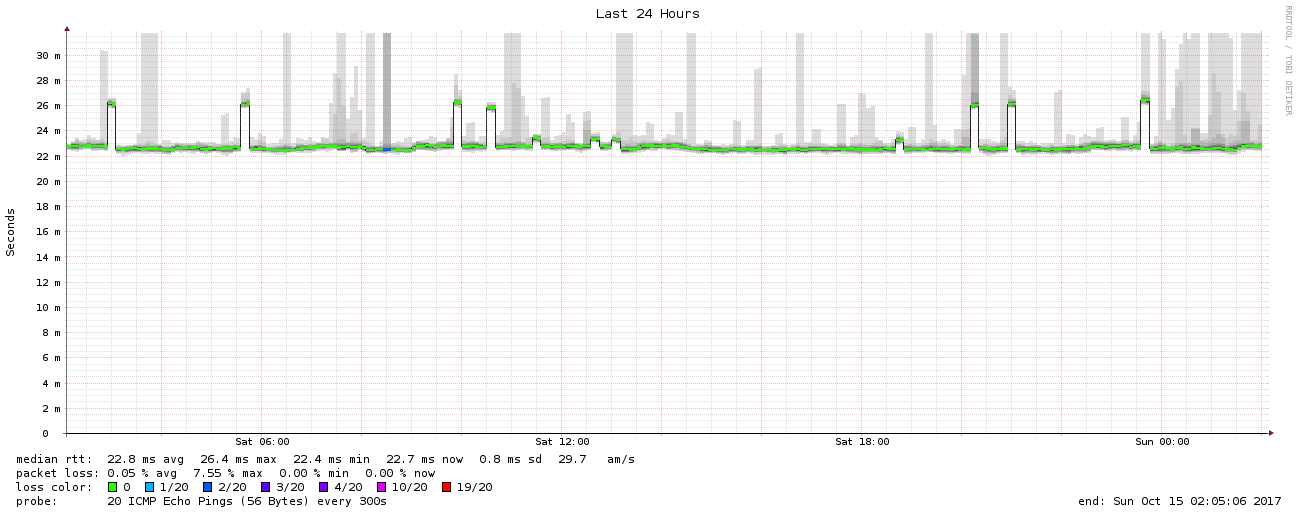 Last 24 Hours
RRDTOOL / TOBI OETIKER
Seconds
30 m
28 m
26 m
24 m
22 m
20 m
18 m
16 m
14 m
12 m
10 m
8 m
6 m
4 m
2 m
0
Sat 06:00 Sat 12:00 Sat 18:00 Sun 00:00
median rtt: 22.8 ms avg 26.4 ms max 22.4 ms min 22.7 ms now 0.8 ms sd 29.7 am/s
packet loss: 0.05 % avg 7.55 % max 0.00 % min 0.00 % now
loss color: 0 1/20 2/20 3/20 4/20 10/20 19/20
probe: 20 ICMP Echo Pings (56 Bytes) every 300s end: Sun Oct 15 02:05:06 2017